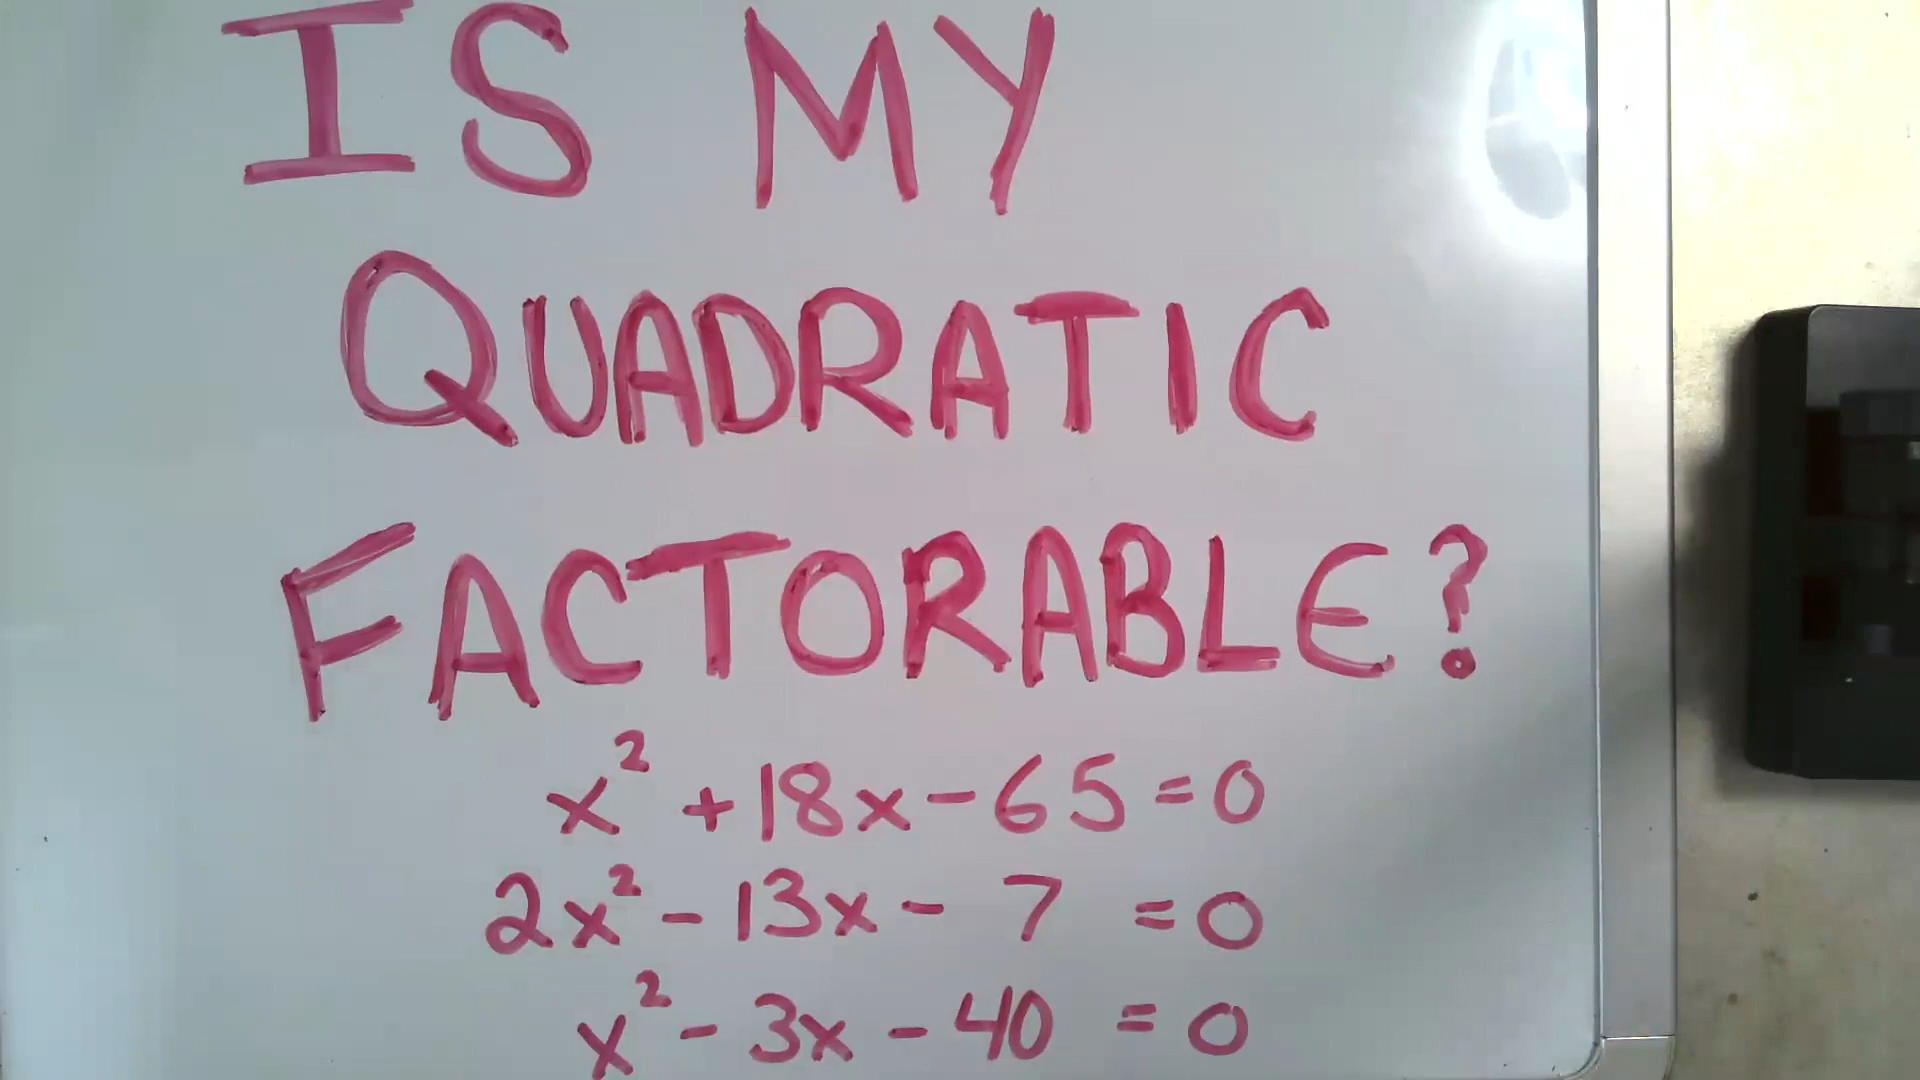 IS MY
QUADRATIC
FACTORABLE?
x² + 18x - 65 = 0
2x² - 13x - 7 = 0
x² - 3x - 40 = 0